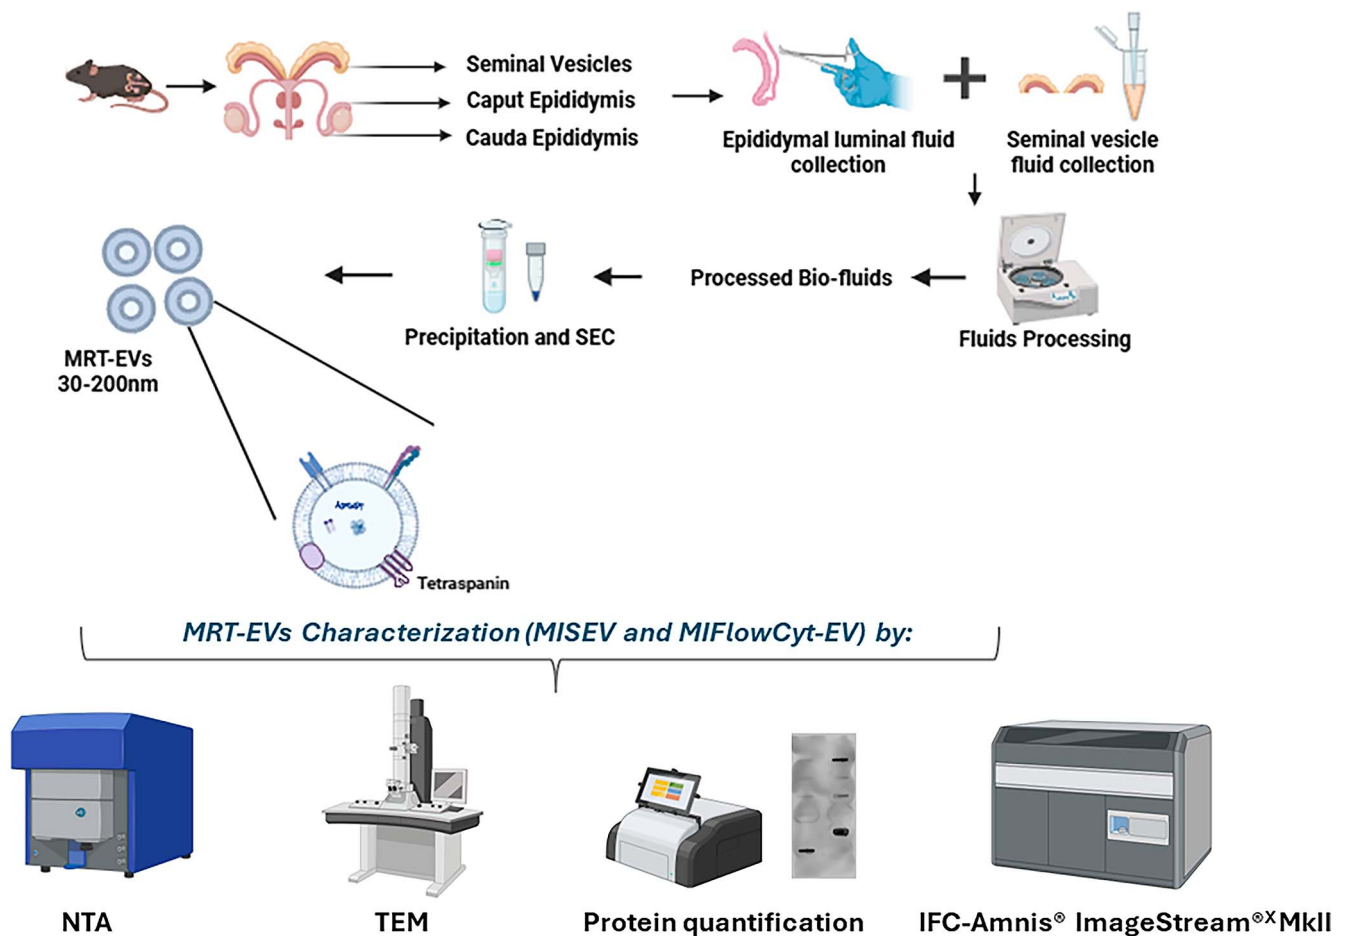 Seminal Vesicles
Caput Epididymis
Cauda Epididymis
Epididymal luminal fluid
collection
Seminal vesicle
fluid collection
Fluids Processing
Processed Bio-fluids
Precipitation and SEC
MRT-EVs
30-200nm
Tetraspanin
MRT-EVs Characterization (MISEV and MIFlowCyt-EV) by:
NTA
TEM
Protein quantification
IFC-Amnis® ImageStream®ˣMkII